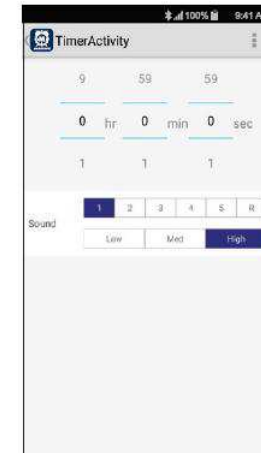 100% 9:41 A
TimerActivity
9 59 59
0 hr 0 min 0 sec
1 1 1
1 2 3 4 5 R
Sound
Low Med High